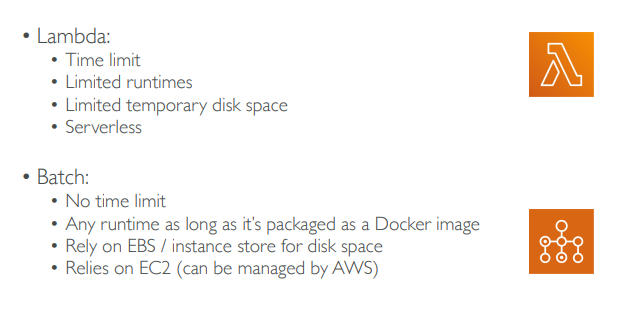 • Lambda:
• Time limit
• Limited runtimes
• Limited temporary disk space
• Serverless
• Batch:
• No time limit
• Any runtime as long as it's packaged as a Docker image
• Rely on EBS / instance store for disk space
• Relies on EC2 (can be managed by AWS)